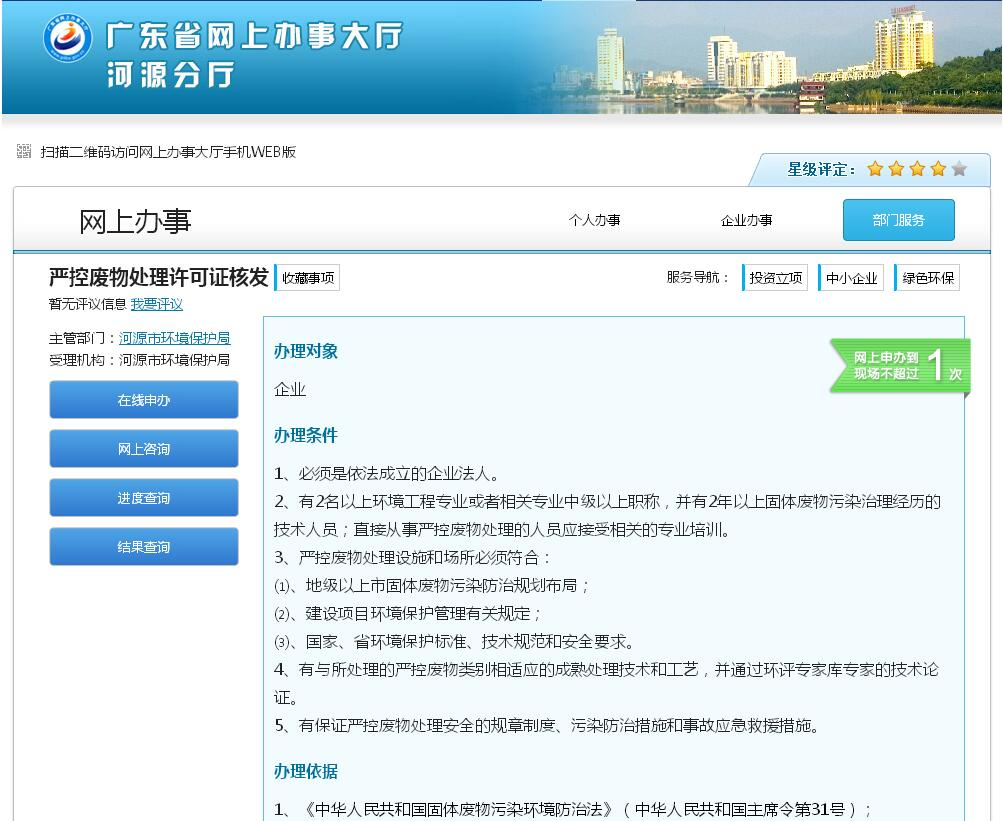 广东省网上办事大厅
河源分厅
扫描二维码访问网上办事大厅手机WEB版
星级评定：
网上办事
个人办事
企业办事
部门服务
严控废物处理许可证核发
收藏事项
服务导航：
投资立项
中小企业
绿色环保
暂无评议信息 我要评议
主管部门：河源市环境保护局
受理机构：河源市环境保护局
在线申办
网上咨询
进度查询
结果查询
网上申办到
现场不超过 1 次
办理对象
企业
办理条件
1、必须是依法成立的企业法人。
2、有2名以上环境工程专业或者相关专业中级以上职称，并有2年以上固体废物污染治理经历的
技术人员；直接从事严控废物处理的人员应接受相关的专业培训。
3、严控废物处理设施和场所必须符合：
⑴、地级以上市固体废物污染防治规划布局；
⑵、建设项目环境保护管理有关规定；
⑶、国家、省环境保护标准、技术规范和安全要求。
4、有与所处理的严控废物类别相适应的成熟处理技术和工艺，并通过环评专家库专家的技术论
证。
5、有保证严控废物处理安全的规章制度、污染防治措施和事故应急救援措施。
办理依据
1、《中华人民共和国固体废物污染环境防治法》（中华人民共和国主席令第31号）；